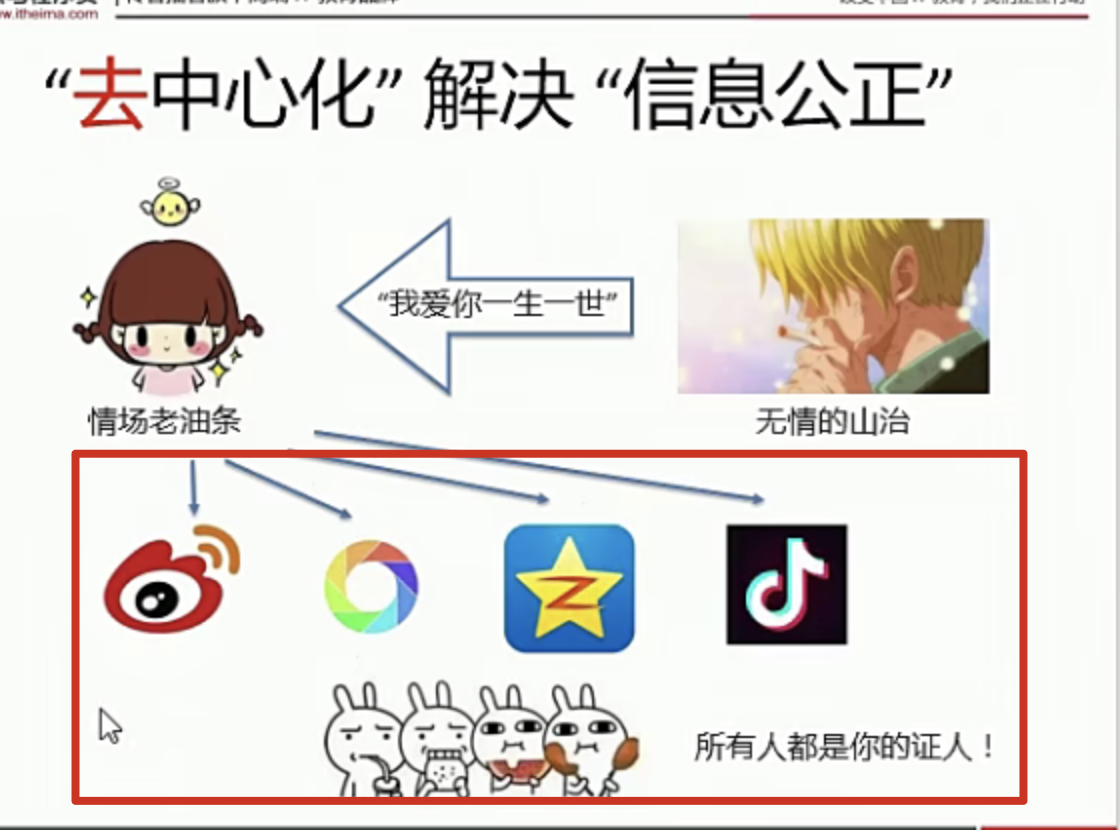 www.itheima.com
“去中心化” 解决 “信息公正”
“我爱你一生一世”
情场老油条
无情的山治
所有人都是你的证人！